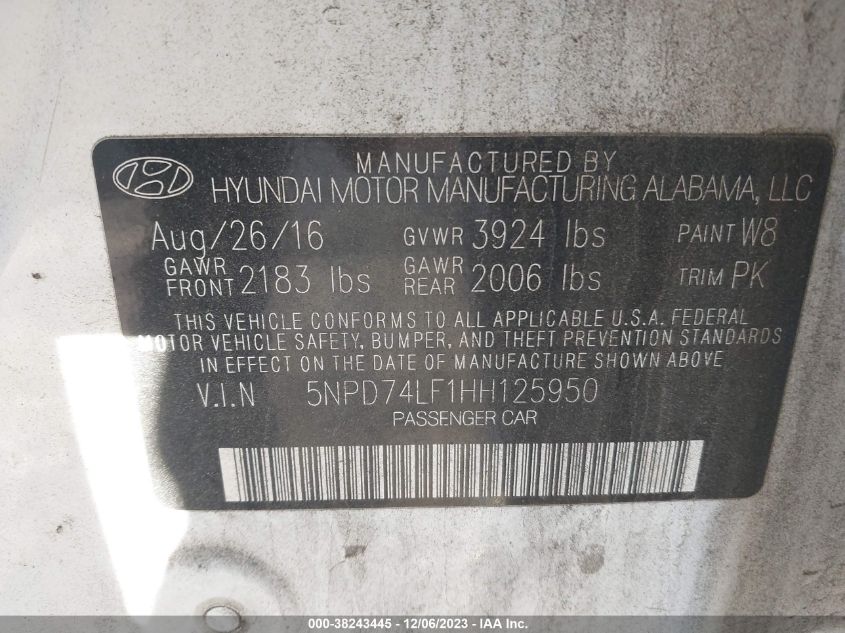 MANUFACTURED BY
HYUNDAI MOTOR MANUFACTURING ALABAMA, LLC
Aug/26/16 GVWR 3924 lbs PAINT W8
GAWR FRONT 2183 lbs GAWR REAR 2006 lbs TRIM PK
THIS VEHICLE CONFORMS TO ALL APPLICABLE U.S.A. FEDERAL
MOTOR VEHICLE SAFETY, BUMPER, AND THEFT PREVENTION STANDARDS
IN EFFECT ON THE DATE OF MANUFACTURE SHOWN ABOVE
V.I.N 5NPD74LF1HH125950
PASSENGER CAR
000-38243445 - 12/06/2023 - IAA Inc.